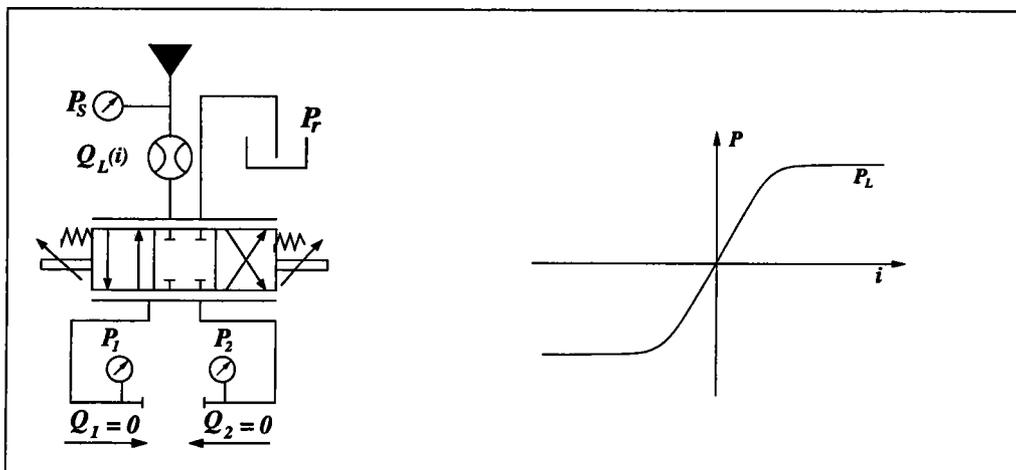 P_S
P_r
Q_L(i)
P_1
P_2
Q_1=0
Q_2=0
P
P_L
i